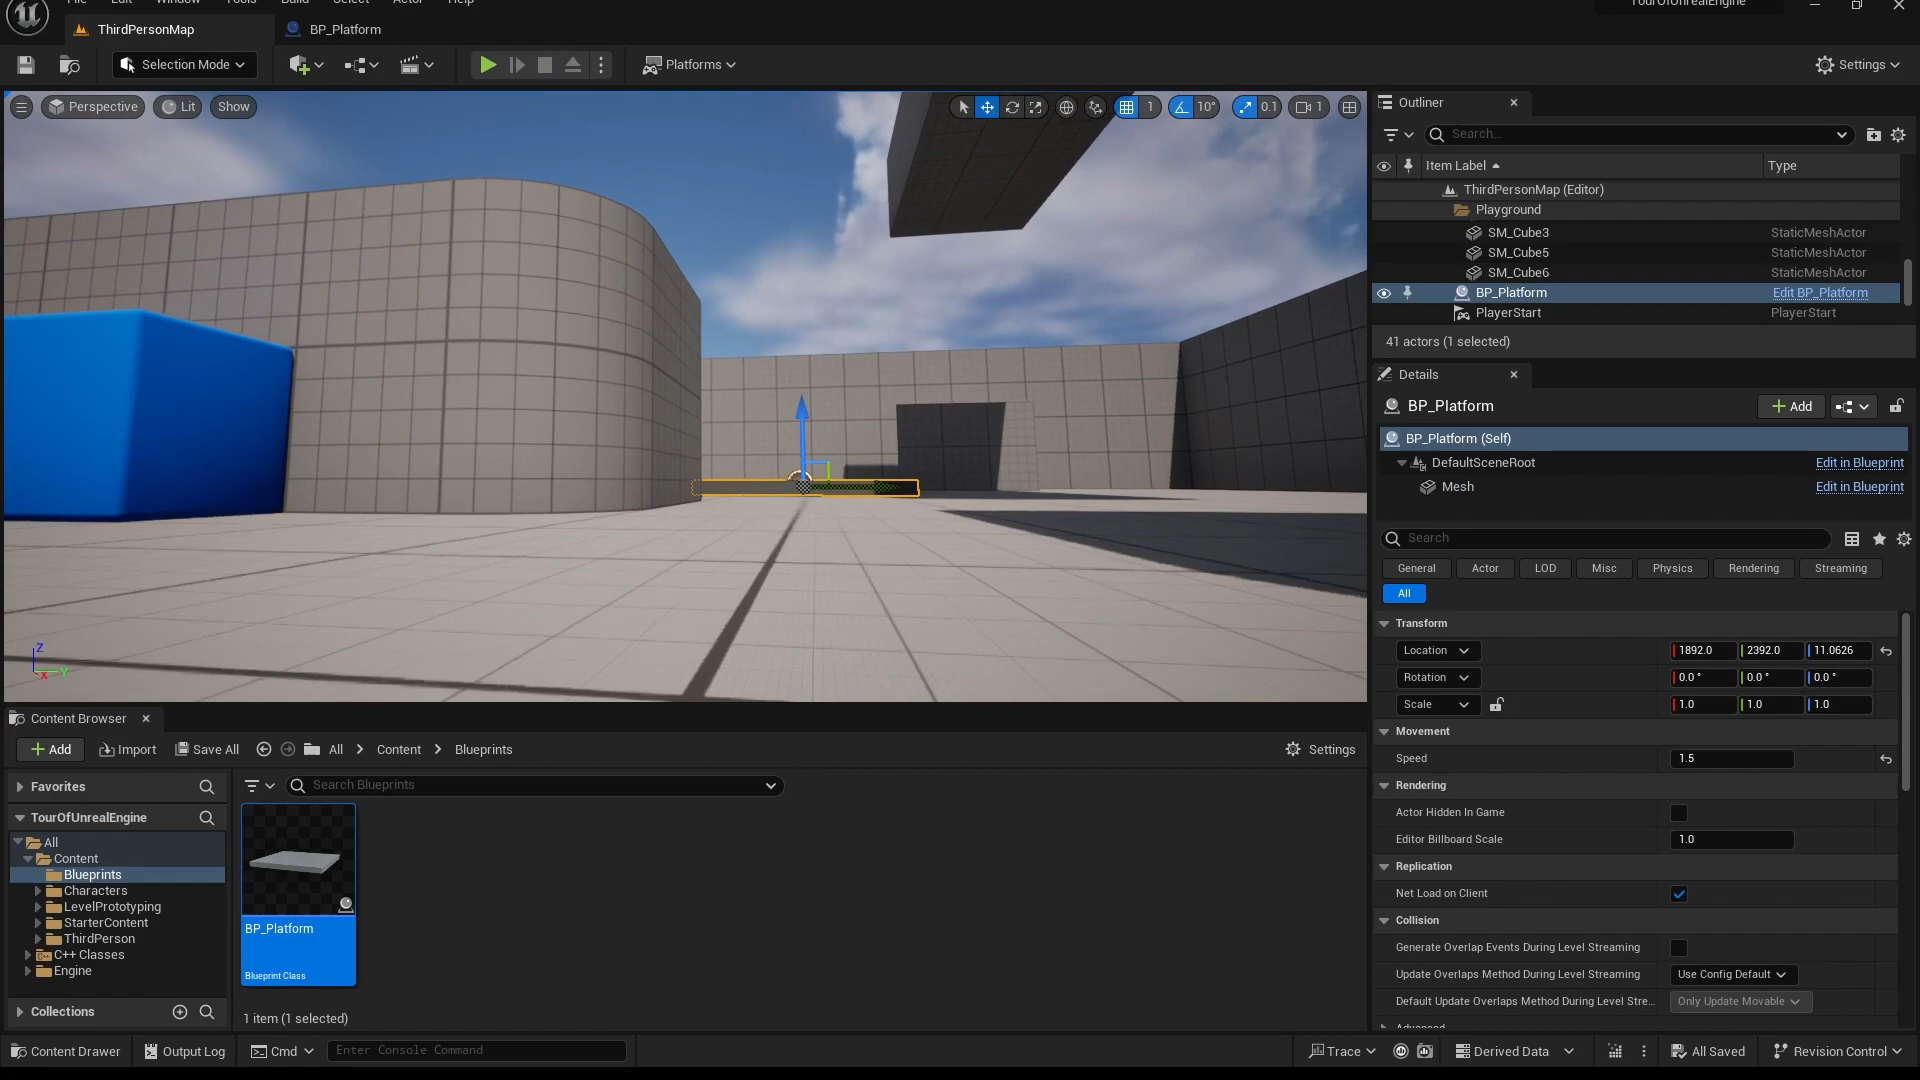 File Edit Window Tools Build Select Actor Help
TourOfUnrealEngine
ThirdPersonMap
BP_Platform
Selection Mode
Platforms
Settings
Perspective
Lit
Show
1
10°
0.1
1
Outliner
Search...
Item Label
Type
ThirdPersonMap (Editor)
Playground
SM_Cube3 StaticMeshActor
SM_Cube5 StaticMeshActor
SM_Cube6 StaticMeshActor
BP_Platform Edit BP_Platform
PlayerStart PlayerStart
41 actors (1 selected)
Details
BP_Platform
Add
BP_Platform (Self)
DefaultSceneRoot Edit in Blueprint
Mesh Edit in Blueprint
Search
General Actor LOD Misc Physics Rendering Streaming
All
Transform
Location 1892.0 2392.0 11.0626
Rotation 0.0 ° 0.0 ° 0.0 °
Scale 1.0 1.0 1.0
Movement
Speed 1.5
Rendering
Actor Hidden In Game
Editor Billboard Scale 1.0
Replication
Net Load on Client
Collision
Generate Overlap Events During Level Streaming
Update Overlaps Method During Level Streaming Use Config Default
Default Update Overlaps Method During Level Stre... Only Update Movable
Advanced
Z
X
Y
Content Browser
Add
Import
Save All
All
Content
Blueprints
Settings
Favorites
TourOfUnrealEngine
All
Content
Blueprints
Characters
LevelPrototyping
StarterContent
ThirdPerson
C++ Classes
Engine
Collections
Search Blueprints
BP_Platform
Blueprint Class
1 item (1 selected)
Content Drawer
Output Log
Cmd
Enter Console Command
Trace
Derived Data
All Saved
Revision Control